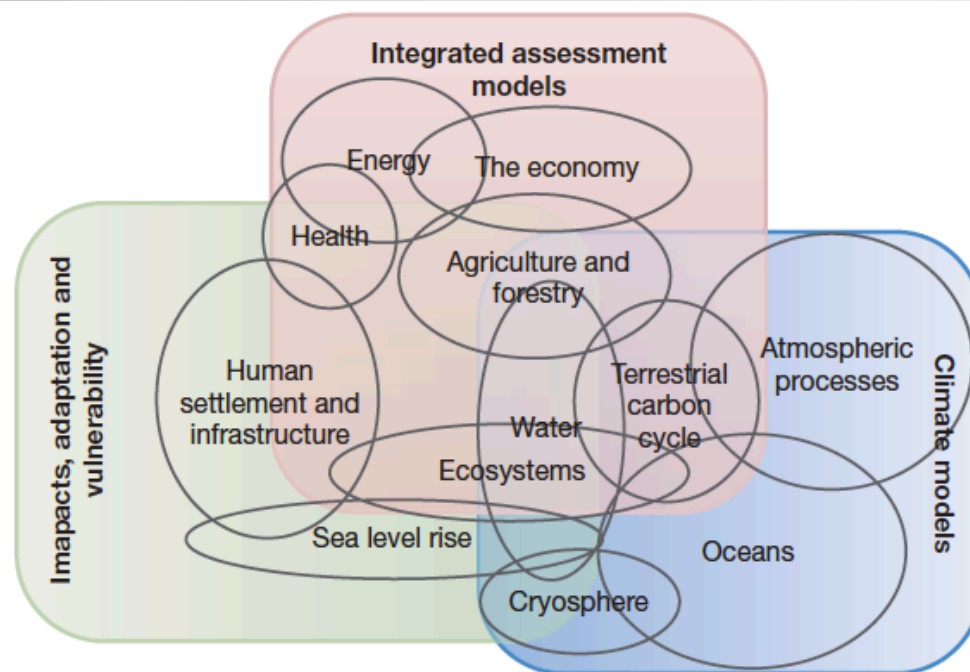 Integrated assessment
models
Energy
The economy
Health
Agriculture and
forestry
Imapacts, adaptation and
vulnerability
Human
settlement and
infrastructure
Water
Terrestrial
carbon
cycle
Atmospheric
processes
Climate models
Ecosystems
Sea level rise
Oceans
Cryosphere